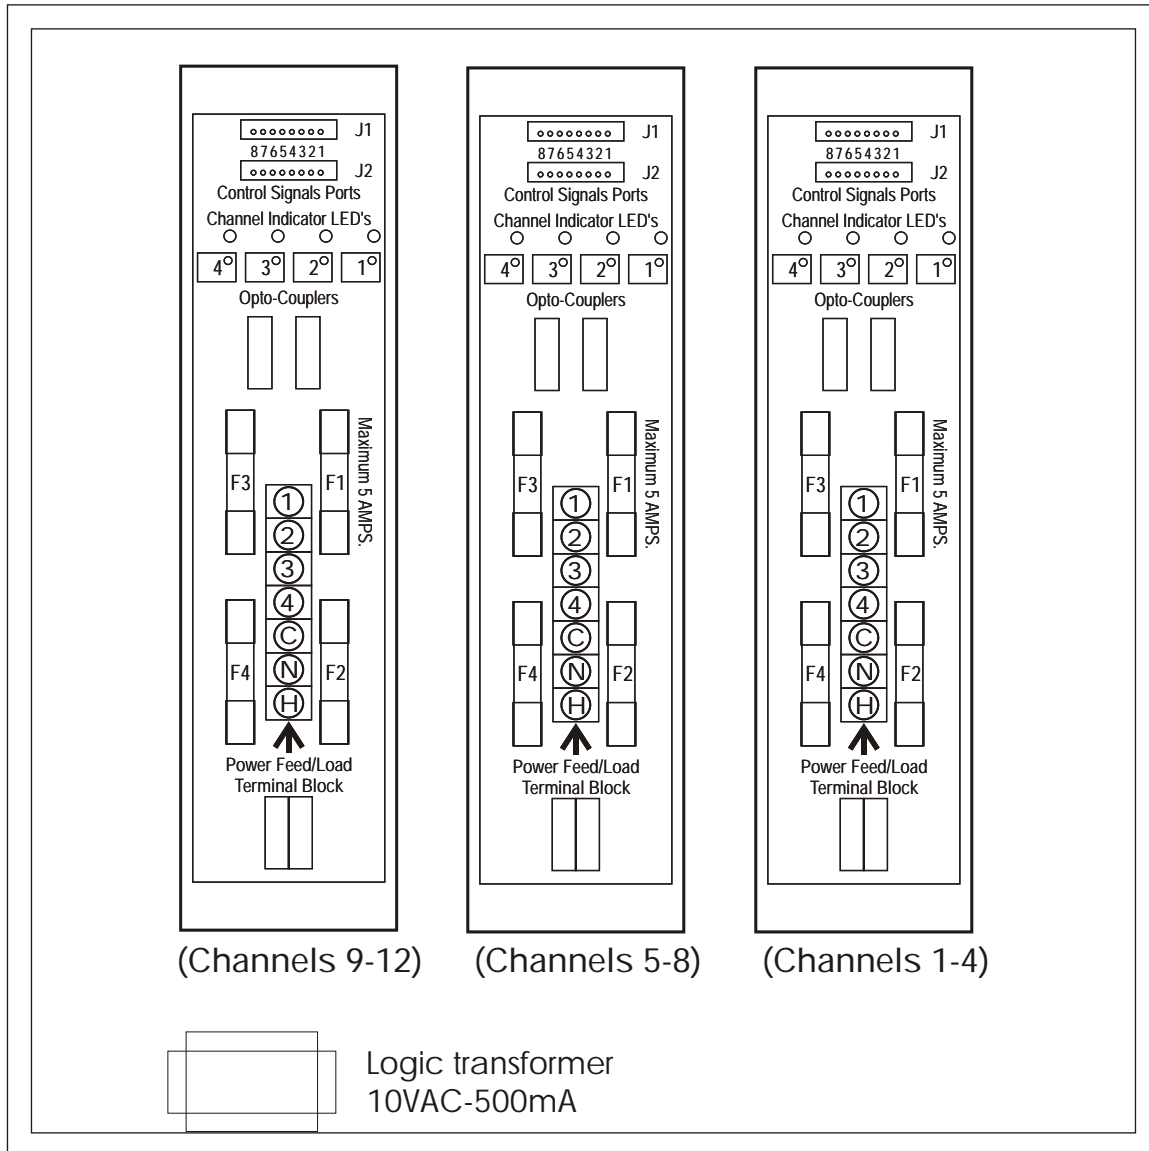 J1
87654321
J2
Control Signals Ports
Channel Indicator LED's
4 3 2 1
Opto-Couplers
Maximum 5 AMPS.
F3 F1
1
2
3
4
C
F4 F2
N
H
Power Feed/Load
Terminal Block
(Channels 9-12)
J1
87654321
J2
Control Signals Ports
Channel Indicator LED's
4 3 2 1
Opto-Couplers
Maximum 5 AMPS.
F3 F1
1
2
3
4
C
F4 F2
N
H
Power Feed/Load
Terminal Block
(Channels 5-8)
J1
87654321
J2
Control Signals Ports
Channel Indicator LED's
4 3 2 1
Opto-Couplers
Maximum 5 AMPS.
F3 F1
1
2
3
4
C
F4 F2
N
H
Power Feed/Load
Terminal Block
(Channels 1-4)
Logic transformer
10VAC-500mA